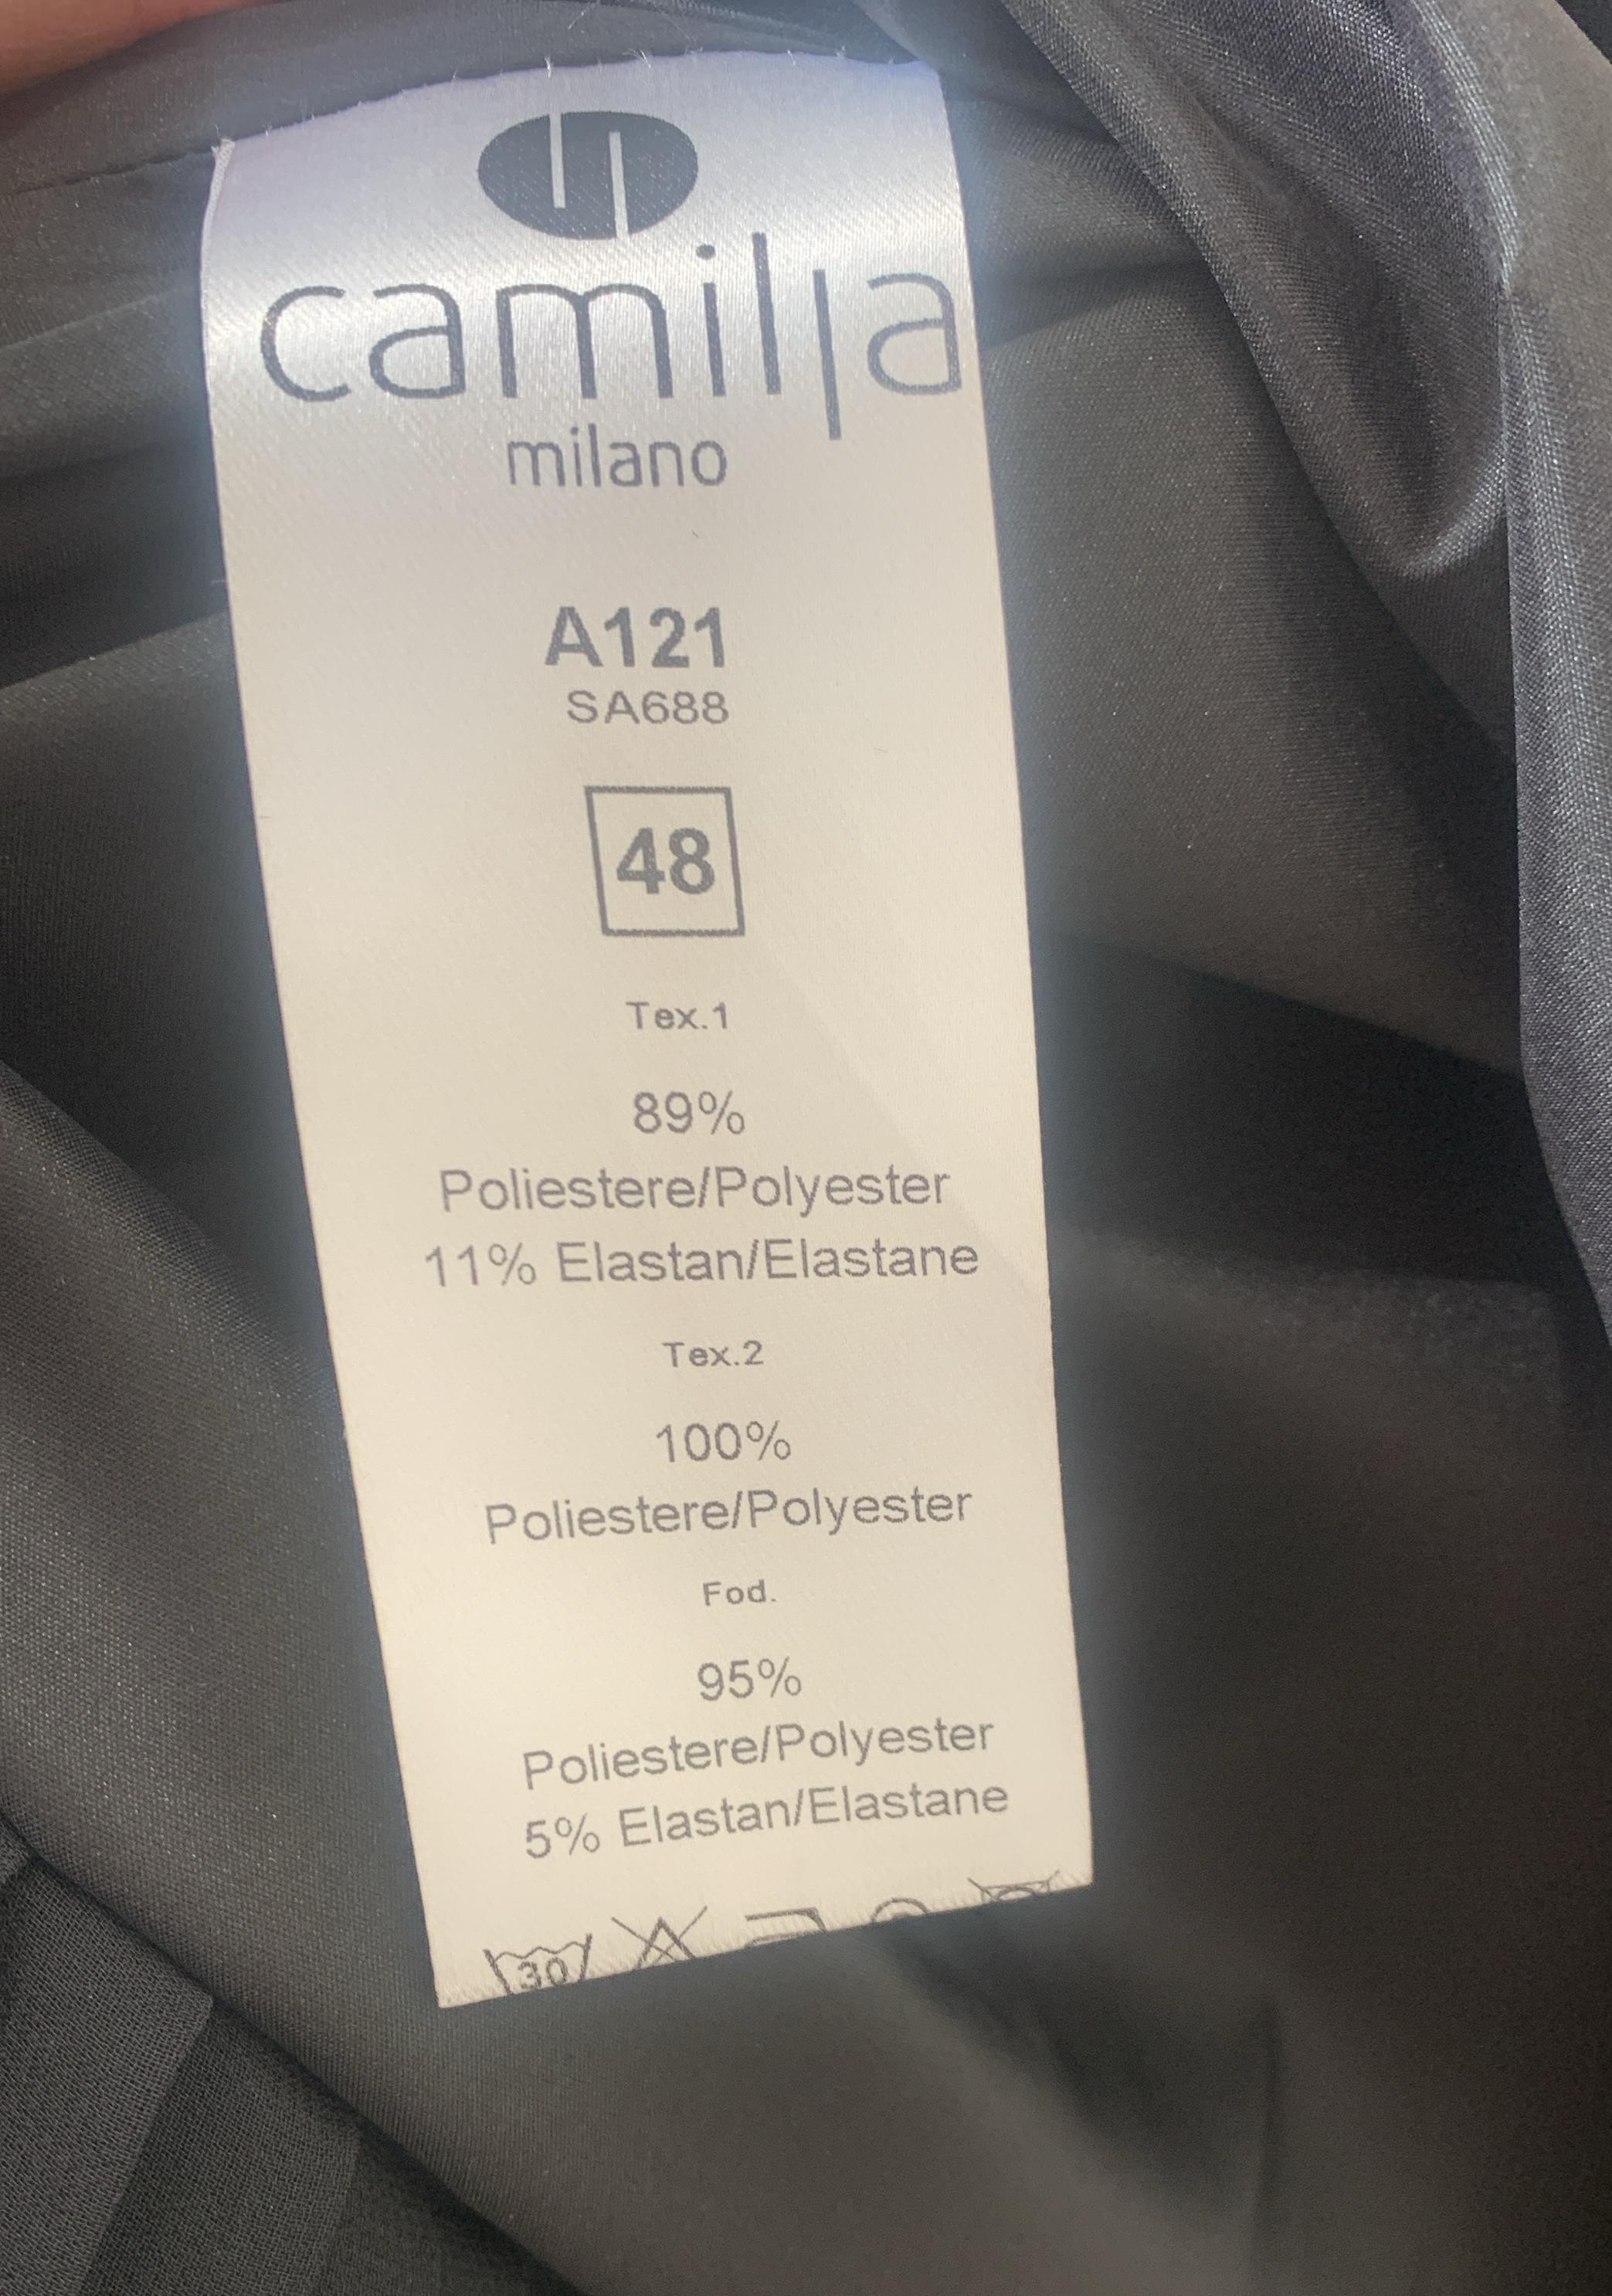 camilla
milano
A121
SA688
48
Tex.1
89%
Poliestere/Polyester
11% Elastan/Elastane
Tex.2
100%
Poliestere/Polyester
Fod.
95%
Poliestere/Polyester
5% Elastan/Elastane
30